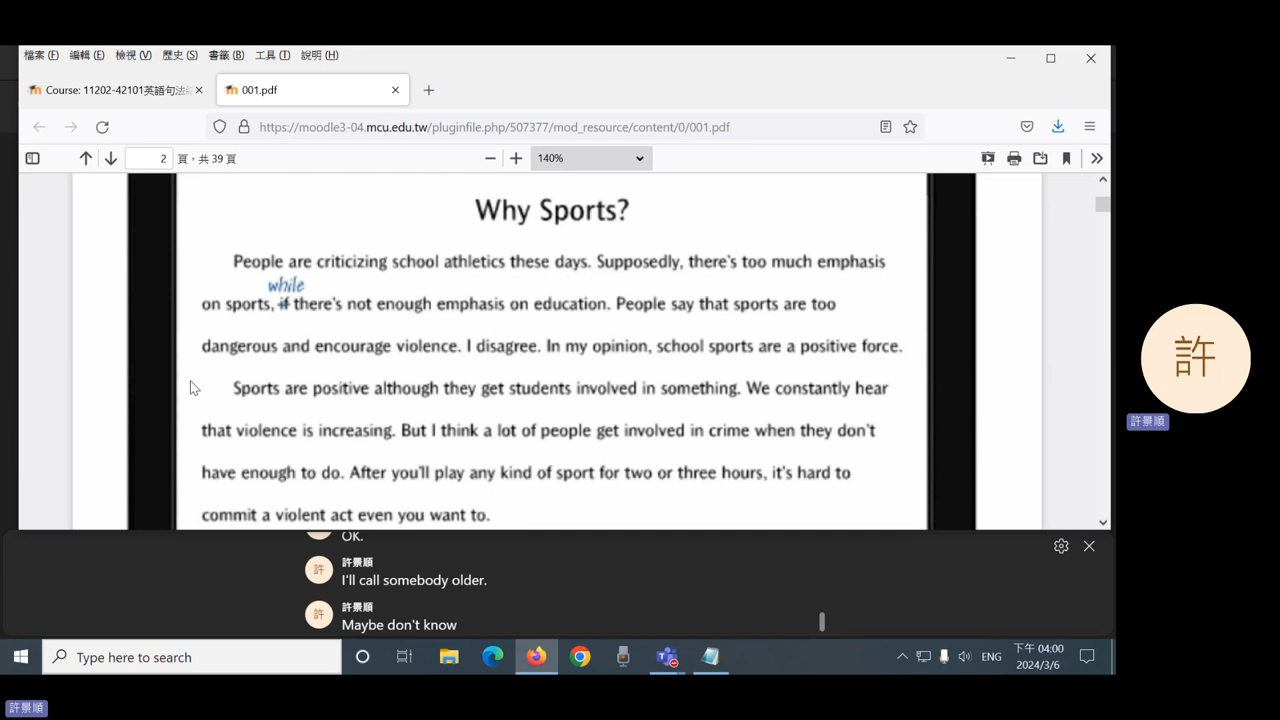 檔案 (F) 編輯 (E) 檢視 (V) 歷史 (S) 書籤 (B) 工具 (T) 說明 (H)
Course: 11202-42101英語句法
001.pdf
https://moodle3-04.mcu.edu.tw/pluginfile.php/507377/mod_resource/content/0/001.pdf
2 頁，共 39 頁
140%
Why Sports?
People are criticizing school athletics these days. Supposedly, there's too much emphasis
while
on sports, if there's not enough emphasis on education. People say that sports are too
dangerous and encourage violence. I disagree. In my opinion, school sports are a positive force.
Sports are positive although they get students involved in something. We constantly hear
that violence is increasing. But I think a lot of people get involved in crime when they don't
have enough to do. After you'll play any kind of sport for two or three hours, it's hard to
commit a violent act even you want to.
許
許景順
OK.
許景順
許
I'll call somebody older.
許景順
許
Maybe don't know
Type here to search
ENG
下午 04:00
2024/3/6
許景順